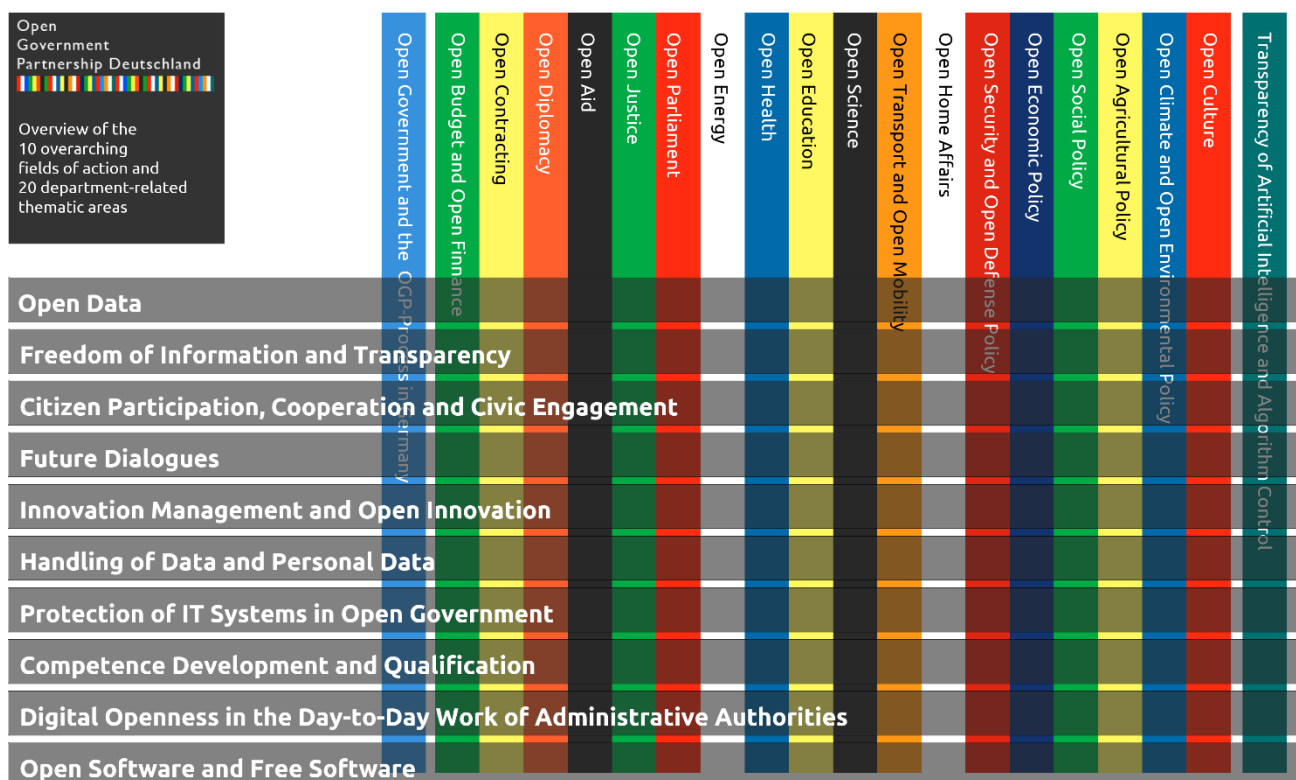 Open
Government
Partnership Deutschland
Overview of the
10 overarching
fields of action and
20 department-related
thematic areas
Open Government and the OGP-Process in Germany
Open Budget and Open Finnance
Open Contracting
Open Diplomacy
Open Aid
Open Justice
Open Parliament
Open Energy
Open Health
Open Education
Open Science
Open Transport and Open Mobility
Open Home Affairs
Open Security and Open Defense Policy
Open Economic Policy
Open Social Policy
Open Agricultural Policy
Open Climate and Open Environmental Policy
Open Culture
Transparency of Artificial Intelligence and Algorithm Control
Open Data
Freedom of Information and Transparency
Citizen Participation, Cooperation and Civic Engagement
Future Dialogues
Innovation Management and Open Innovation
Handling of Data and Personal Data
Protection of IT Systems in Open Government
Competence Development and Qualification
Digital Openness in the Day-to-Day Work of Administrative Authorities
Open Software and Free Software